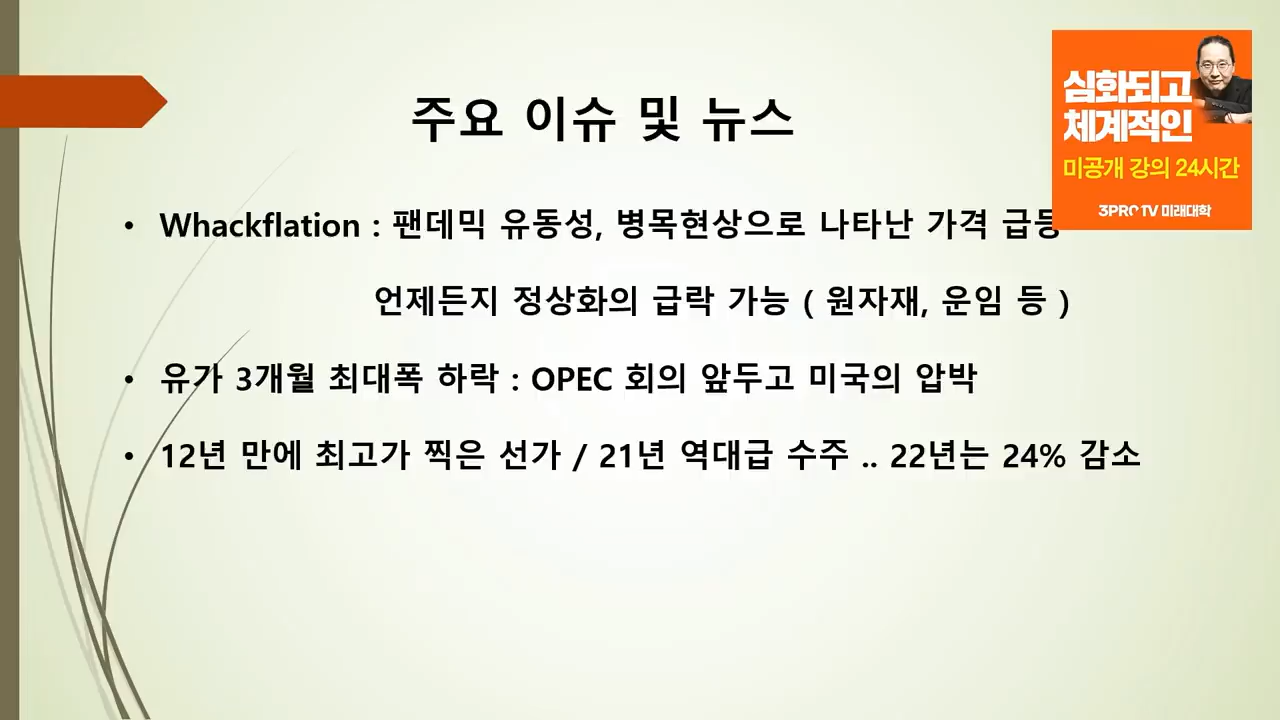 주요 이슈 및 뉴스
심화되고
체계적인
미공개 강의 24시간
3PRO TV 미래대학
• Whackflation : 팬데믹 유동성, 병목현상으로 나타난 가격 급등
언제든지 정상화의 급락 가능 ( 원자재, 운임 등 )
• 유가 3개월 최대폭 하락 : OPEC 회의 앞두고 미국의 압박
• 12년 만에 최고가 찍은 선가 / 21년 역대급 수주 .. 22년는 24% 감소